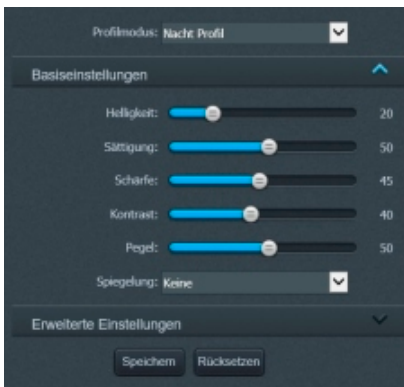 Profilmodus: Nacht Profil
Basiseinstellungen
Helligkeit: 20
Sättigung: 50
Schärfe: 45
Kontrast: 40
Pegel: 50
Spiegelung: Keine
Erweiterte Einstellungen
Speichern Rücksetzen